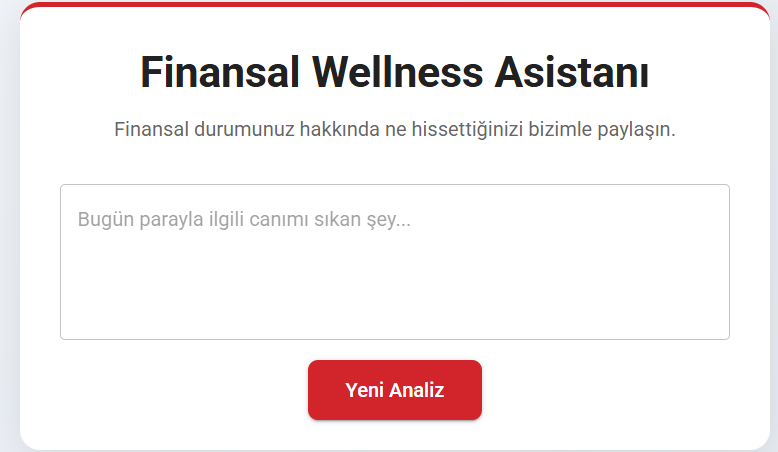 Finansal Wellness Asistanı
Finansal durumunuz hakkında ne hissettiğinizi bizimle paylaşın.
Bugün parayla ilgili canımı sıkan şey...
Yeni Analiz